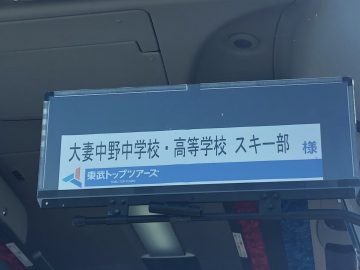 大妻中野中学校・高等学校 スキー部 様
東武トップツアーズ